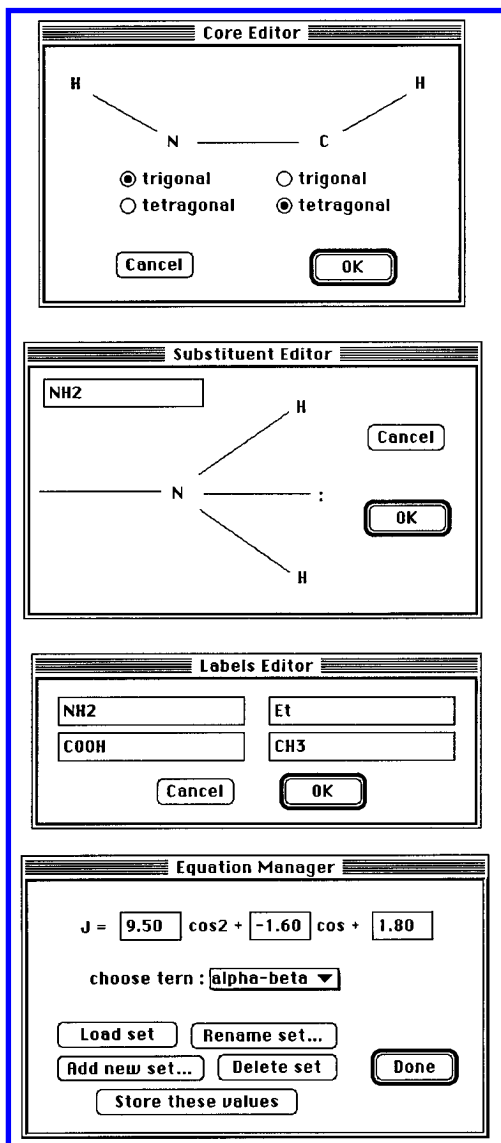 Core Editor
H H
N C
trigonal trigonal
tetragonal tetragonal
Cancel OK
Substituent Editor
NH2
H
Cancel
N :
OK
H
Labels Editor
NH2 Et
COOH CH3
Cancel OK
Equation Manager
J = 9.50 cos2 + -1.60 cos + 1.80
choose tern : alpha-beta
Load set Rename set...
Add new set... Delete set Done
Store these values